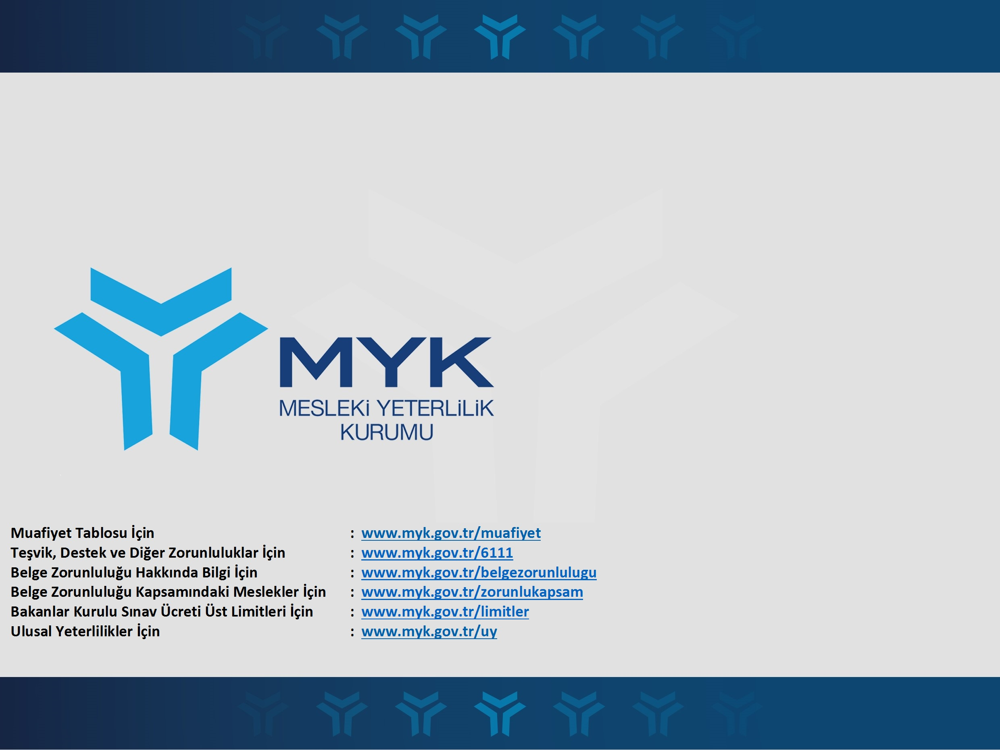 MYK
MESLEKİ YETERLİLİK
KURUMU
Muafiyet Tablosu İçin : www.myk.gov.tr/muafiyet
Teşvik, Destek ve Diğer Zorunluluklar İçin : www.myk.gov.tr/6111
Belge Zorunluluğu Hakkında Bilgi İçin : www.myk.gov.tr/belgezorunlulugu
Belge Zorunluluğu Kapsamındaki Meslekler İçin : www.myk.gov.tr/zorunlukapsam
Bakanlar Kurulu Sınav Ücreti Üst Limitleri İçin : www.myk.gov.tr/limitler
Ulusal Yeterlilikler İçin : www.myk.gov.tr/uy